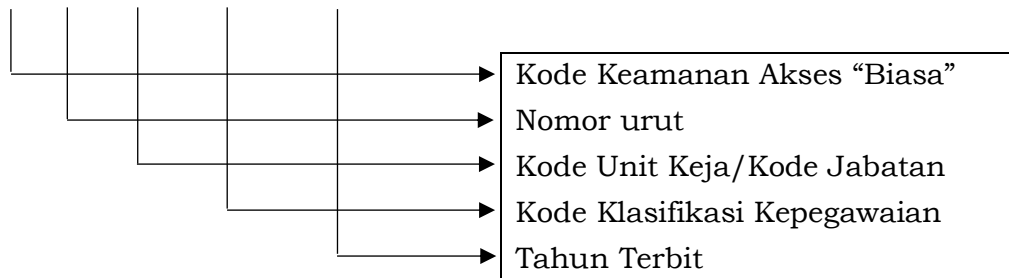 Kode Keamanan Akses “Biasa”
Nomor urut
Kode Unit Keja/Kode Jabatan
Kode Klasifikasi Kepegawaian
Tahun Terbit